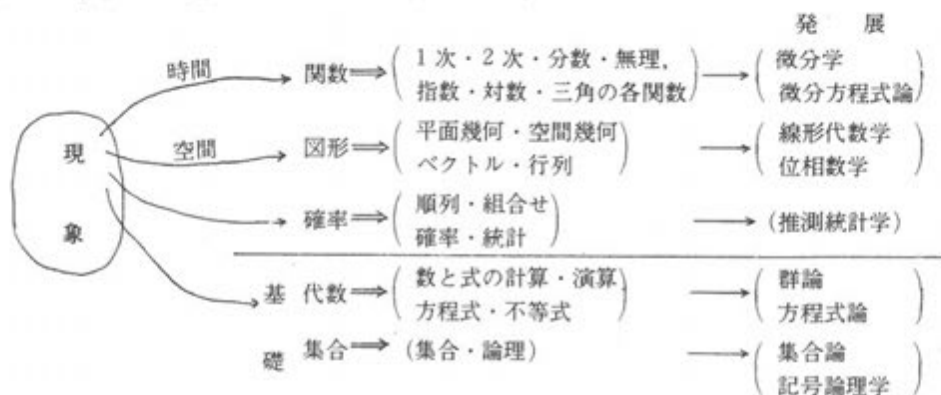 発 展
時間 関数⟹(1次・2次・分数・無理, ⟶(微分学
指数・対数・三角の各関数) 微分方程式論)
空間 図形⟹(平面幾何・空間幾何 ⟶(線形代数学
ベクトル・行列) 位相数学)
現象
確率⟹(順列・組合せ ⟶(推測統計学)
確率・統計)
基礎
代数⟹(数と式の計算・演算 ⟶(群論
方程式・不等式) 方程式論)
集合⟹(集合・論理) ⟶(集合論
記号論理学)